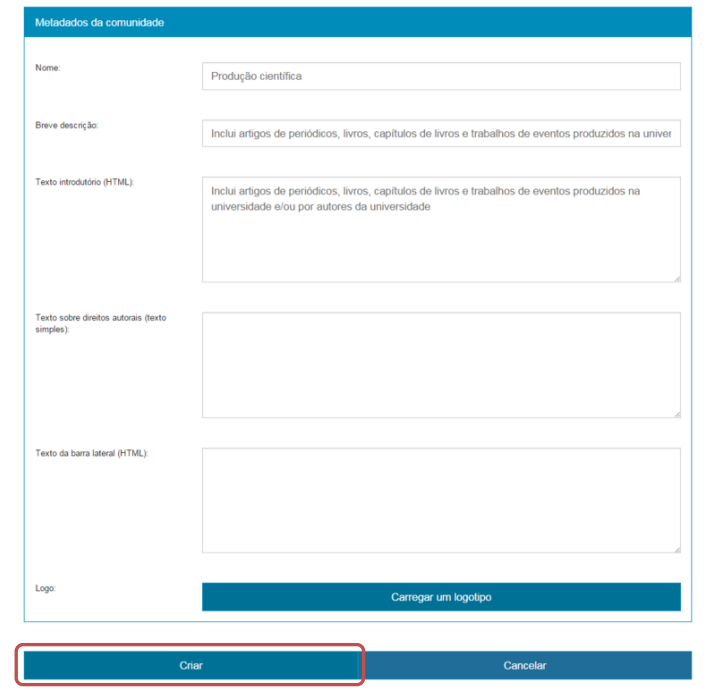 Metadados da comunidade
Nome:
Produção científica
Breve descrição:
Inclui artigos de periódicos, livros, capítulos de livros e trabalhos de eventos produzidos na univer
Texto introdutório (HTML):
Inclui artigos de periódicos, livros, capítulos de livros e trabalhos de eventos produzidos na
universidade e/ou por autores da universidade
Texto sobre direitos autorais (texto
simples):
Texto da barra lateral (HTML):
Logo:
Carregar um logotipo
Criar
Cancelar